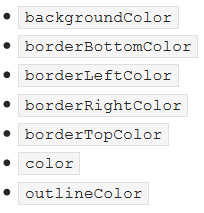 backgroundColor
borderBottomColor
borderLeftColor
borderRightColor
borderTopColor
color
outlineColor